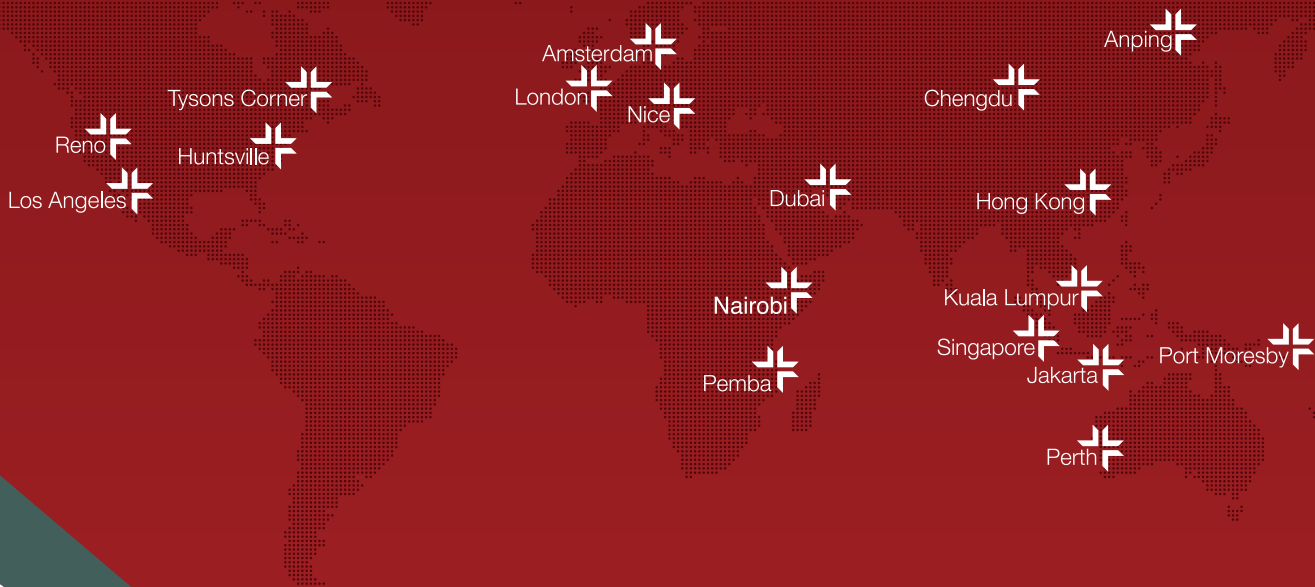 Anping
Amsterdam
Tysons Corner
London
Chengdu
Nice
Reno
Huntsville
Los Angeles
Dubai
Hong Kong
Nairobi
Kuala Lumpur
Singapore
Port Moresby
Jakarta
Pemba
Perth